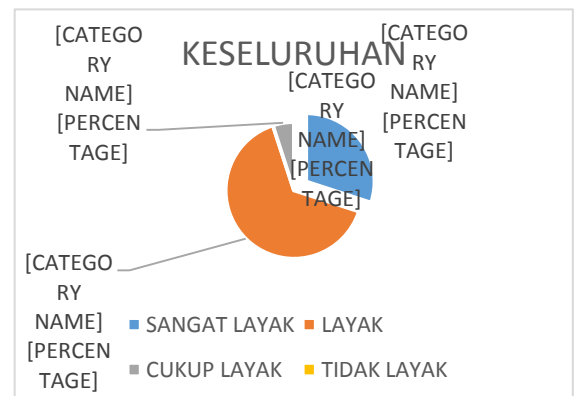 KESELURUHAN
[CATEGO
RY
NAME]
[PERCEN
TAGE]
[CATEGO
RY
NAME]
[PERCEN
TAGE]
[CATEGO
RY
NAME]
[PERCEN
TAGE]
[CATEGO
RY
NAME]
[PERCEN
TAGE]
SANGAT LAYAK LAYAK
CUKUP LAYAK TIDAK LAYAK